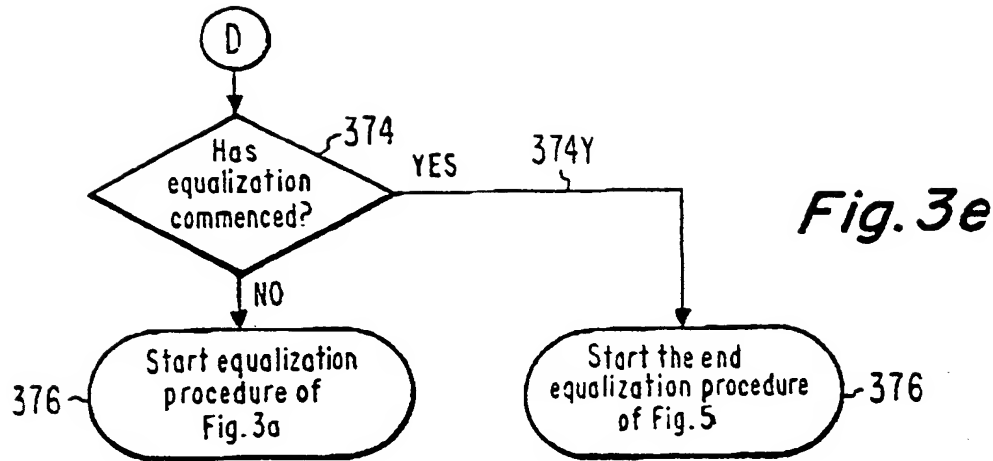 D
374
Has
equalization
commenced?
YES
374Y
Fig. 3e
NO
376
Start equalization
procedure of
Fig. 3a
Start the end
equalization procedure
of Fig. 5
376